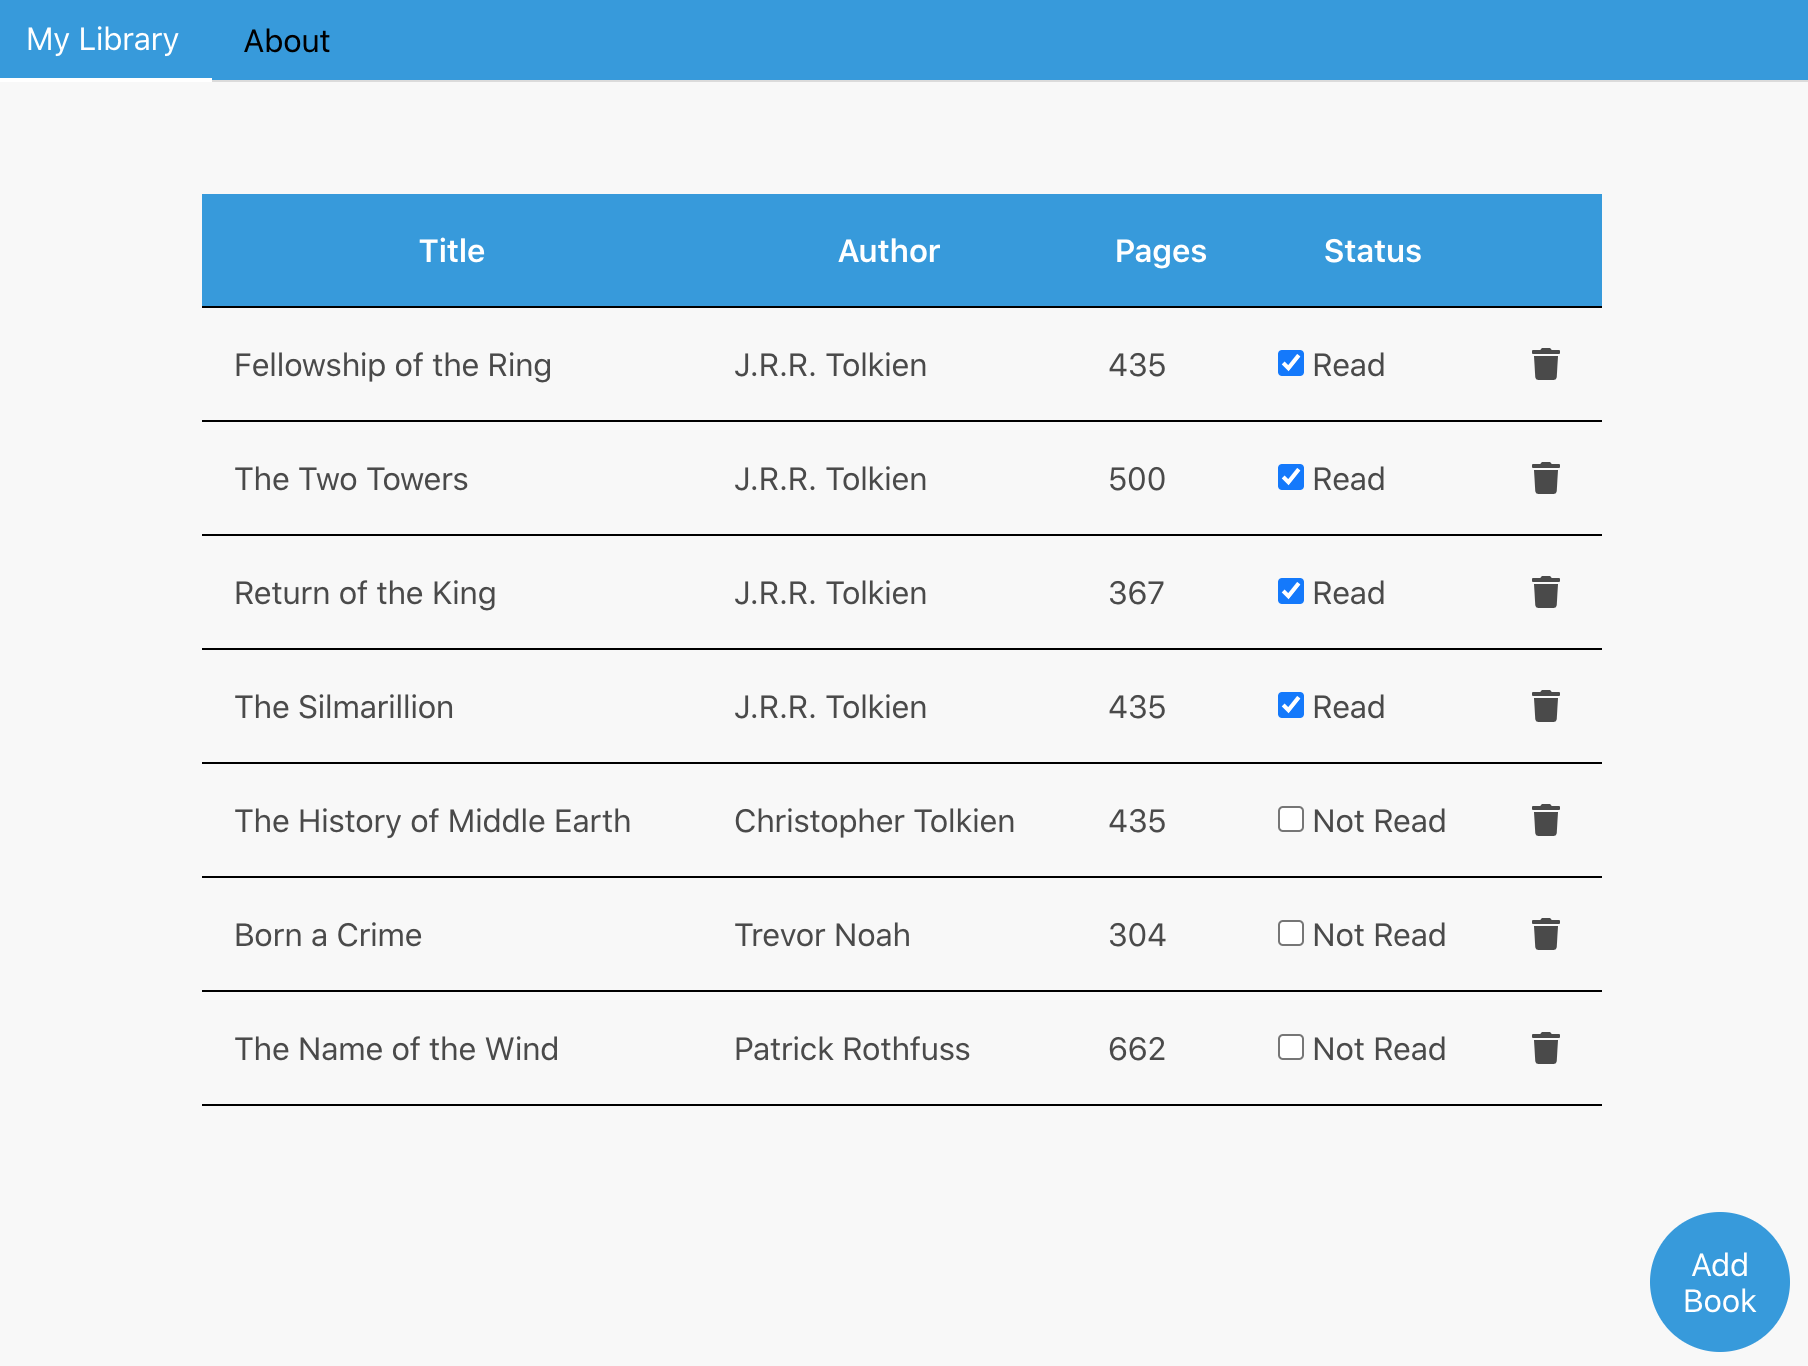 My Library About
Title Author Pages Status
Fellowship of the Ring J.R.R. Tolkien 435 Read
The Two Towers J.R.R. Tolkien 500 Read
Return of the King J.R.R. Tolkien 367 Read
The Silmarillion J.R.R. Tolkien 435 Read
The History of Middle Earth Christopher Tolkien 435 Not Read
Born a Crime Trevor Noah 304 Not Read
The Name of the Wind Patrick Rothfuss 662 Not Read
Add
Book